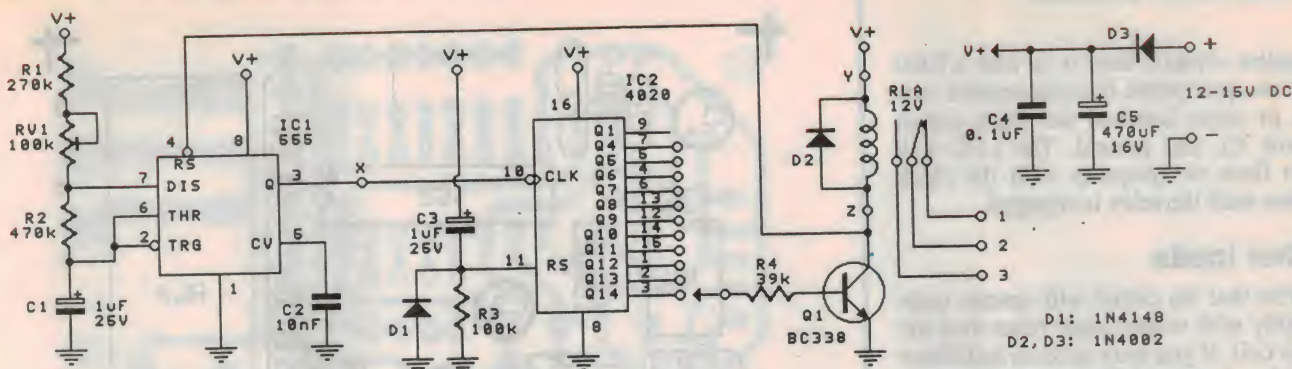 V+
R1
270k
RV1
100k
R2
470k
C1
1uF
25V
4
RS
V+
8
IC1
555
7
DIS
6
THR
2
TRG
Q
3
CV
5
1
C2
10nF
X
V+
C3
1uF
25V
D1
R3
100k
V+
16
IC2
4020
10
CLK
11
RS
8
Q1 9
Q4 7
Q5 5
Q6 4
Q7 6
Q8 13
Q9 12
Q10 14
Q11 15
Q12 1
Q13 2
Q14 3
R4
39k
Q1
BC338
V+
Y
D2
Z
RLA
12V
1
2
3
V+
D3
+
12-15V DC
-
C4
0.1uF
C5
470uF
16V
D1: 1N4148
D2,D3: 1N4002